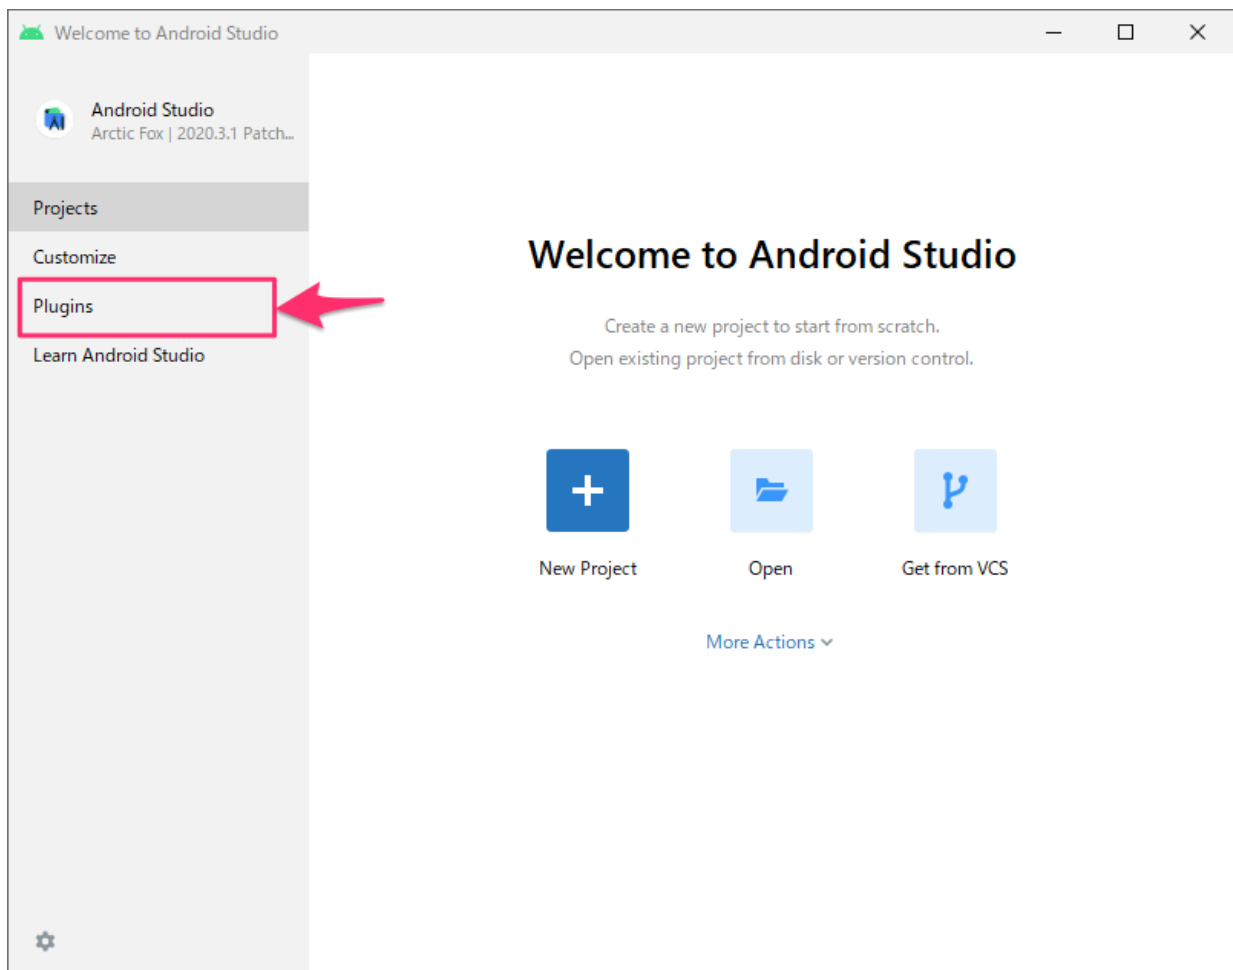 Welcome to Android Studio
Android Studio
Arctic Fox | 2020.3.1 Patch...
Projects
Customize
Plugins
Learn Android Studio
Welcome to Android Studio
Create a new project to start from scratch.
Open existing project from disk or version control.
New Project
Open
Get from VCS
More Actions